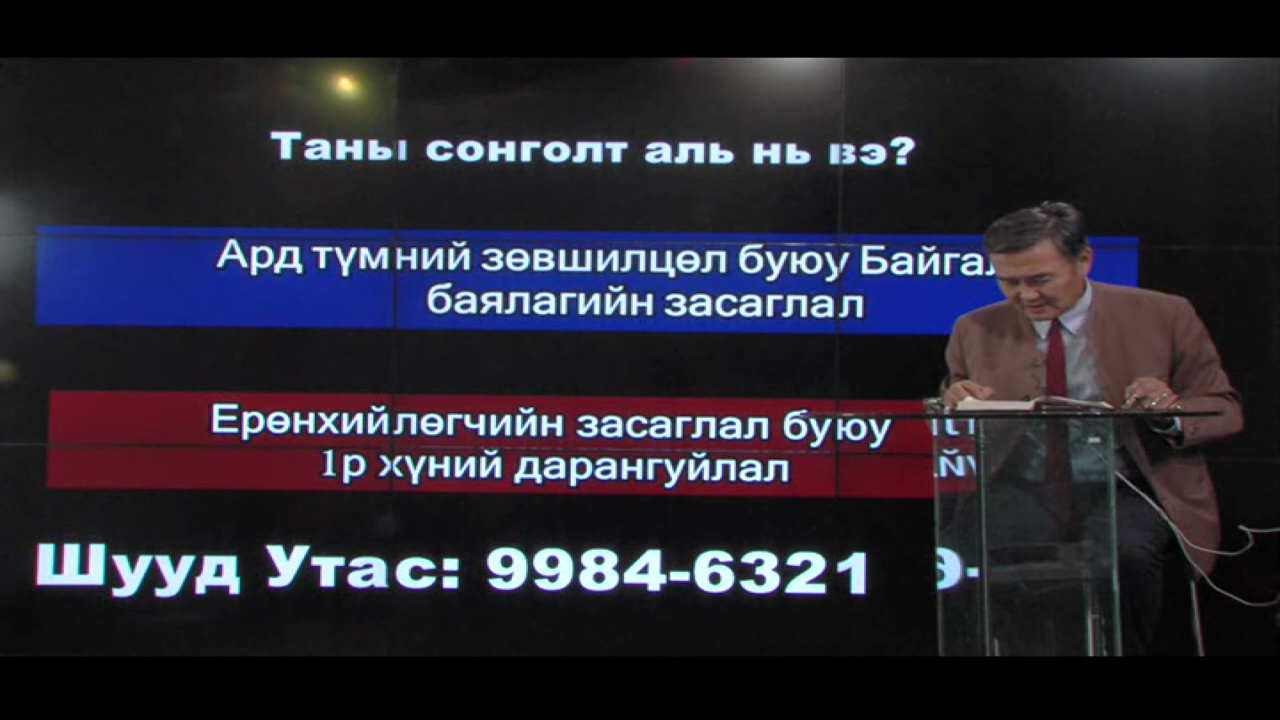 Таны сонголт аль нь вэ?
Ард түмний зөвшилцөл буюу
баялагийн засаглал
Ерөнхийлөгчийн засаглал буюу
1р хүний дарангуйлал
Шууд Утас: 9984-6321